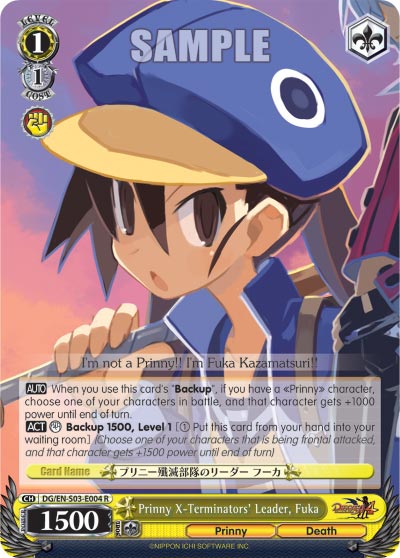 LEVEL
1
SAMPLE
1
COST
I'm not a Prinny!! I'm Fuka Kazamatsuri!!
AUTO When you use this card's "Backup", if you have a «Prinny» character,
choose one of your characters in battle, and that character gets +1000
power until end of turn.
ACT Backup 1500, Level 1 [① Put this card from your hand into your
waiting room] (Choose one of your characters that is being frontal attacked,
and that character gets +1500 power until end of turn)
Card Name プリニー殲滅部隊のリーダー フーカ
CH DG/EN-S03-E004 R
Prinny X-Terminators' Leader, Fuka
POWER 1500 SOUL
Prinny Death
©NIPPON ICHI SOFTWARE INC.